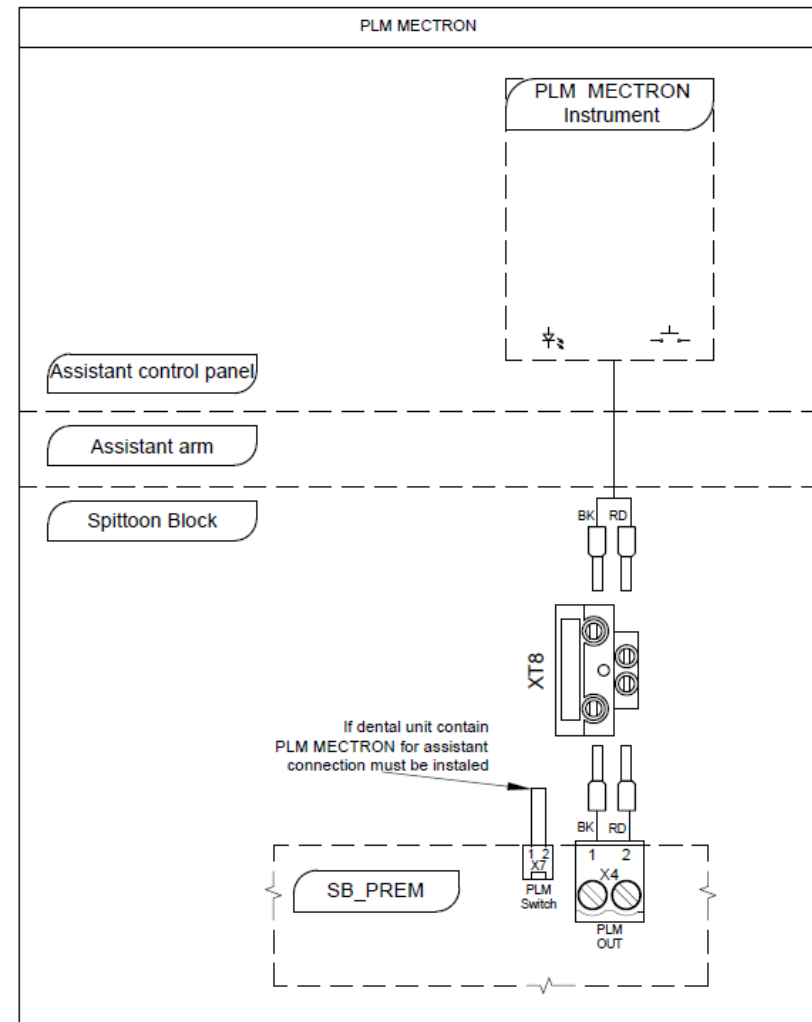 PLM MECTRON
PLM MECTRON
Instrument
Assistant control panel
Assistant arm
Spittoon Block
BK RD
XT8
If dental unit contain
PLM MECTRON for assistant
connection must be instaled
BK RD
1 2
X7
PLM
Switch
1 2
X4
PLM
OUT
SB_PREM